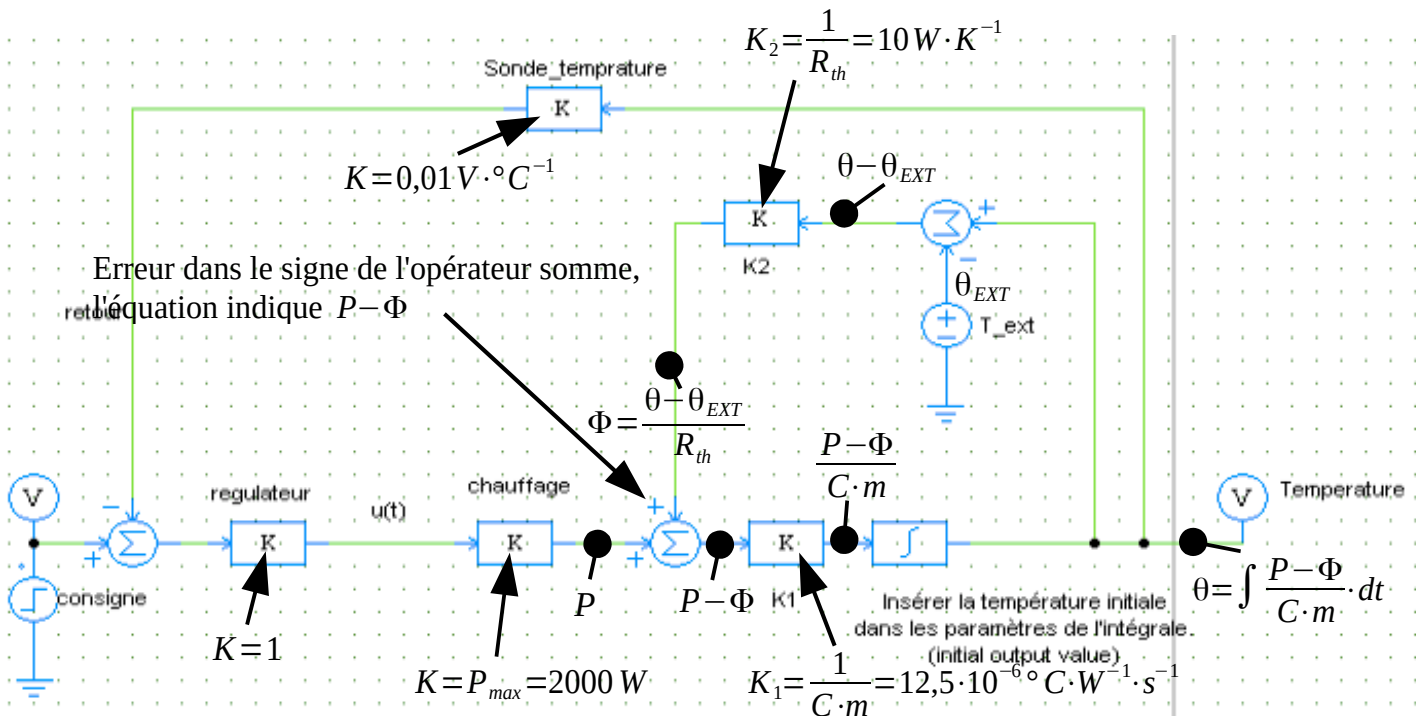 K₂=1/R_th=10 W·K⁻¹
Sonde_temprature
K
K=0,01 V·°C⁻¹
θ−θ_EXT
K
+
Σ
−
K2
Erreur dans le signe de l'opérateur somme,
l'équation indique P−Φ
retour
θ_EXT
+
−
T_ext
Φ=(θ−θ_EXT)/R_th
(P−Φ)/(C·m)
V
regulateur
u(t)
chauffage
V
Temperature
−
+
Σ
K
K
+
+
Σ
K
∫
consigne
P
P−Φ
K1
Insérer la température initiale
dans les paramètres de l'intégrale.
(initial output value)
θ=∫(P−Φ)/(C·m)·dt
K=1
K=P_max=2000 W
K₁=1/(C·m)=12,5·10⁻⁶ °C·W⁻¹·s⁻¹